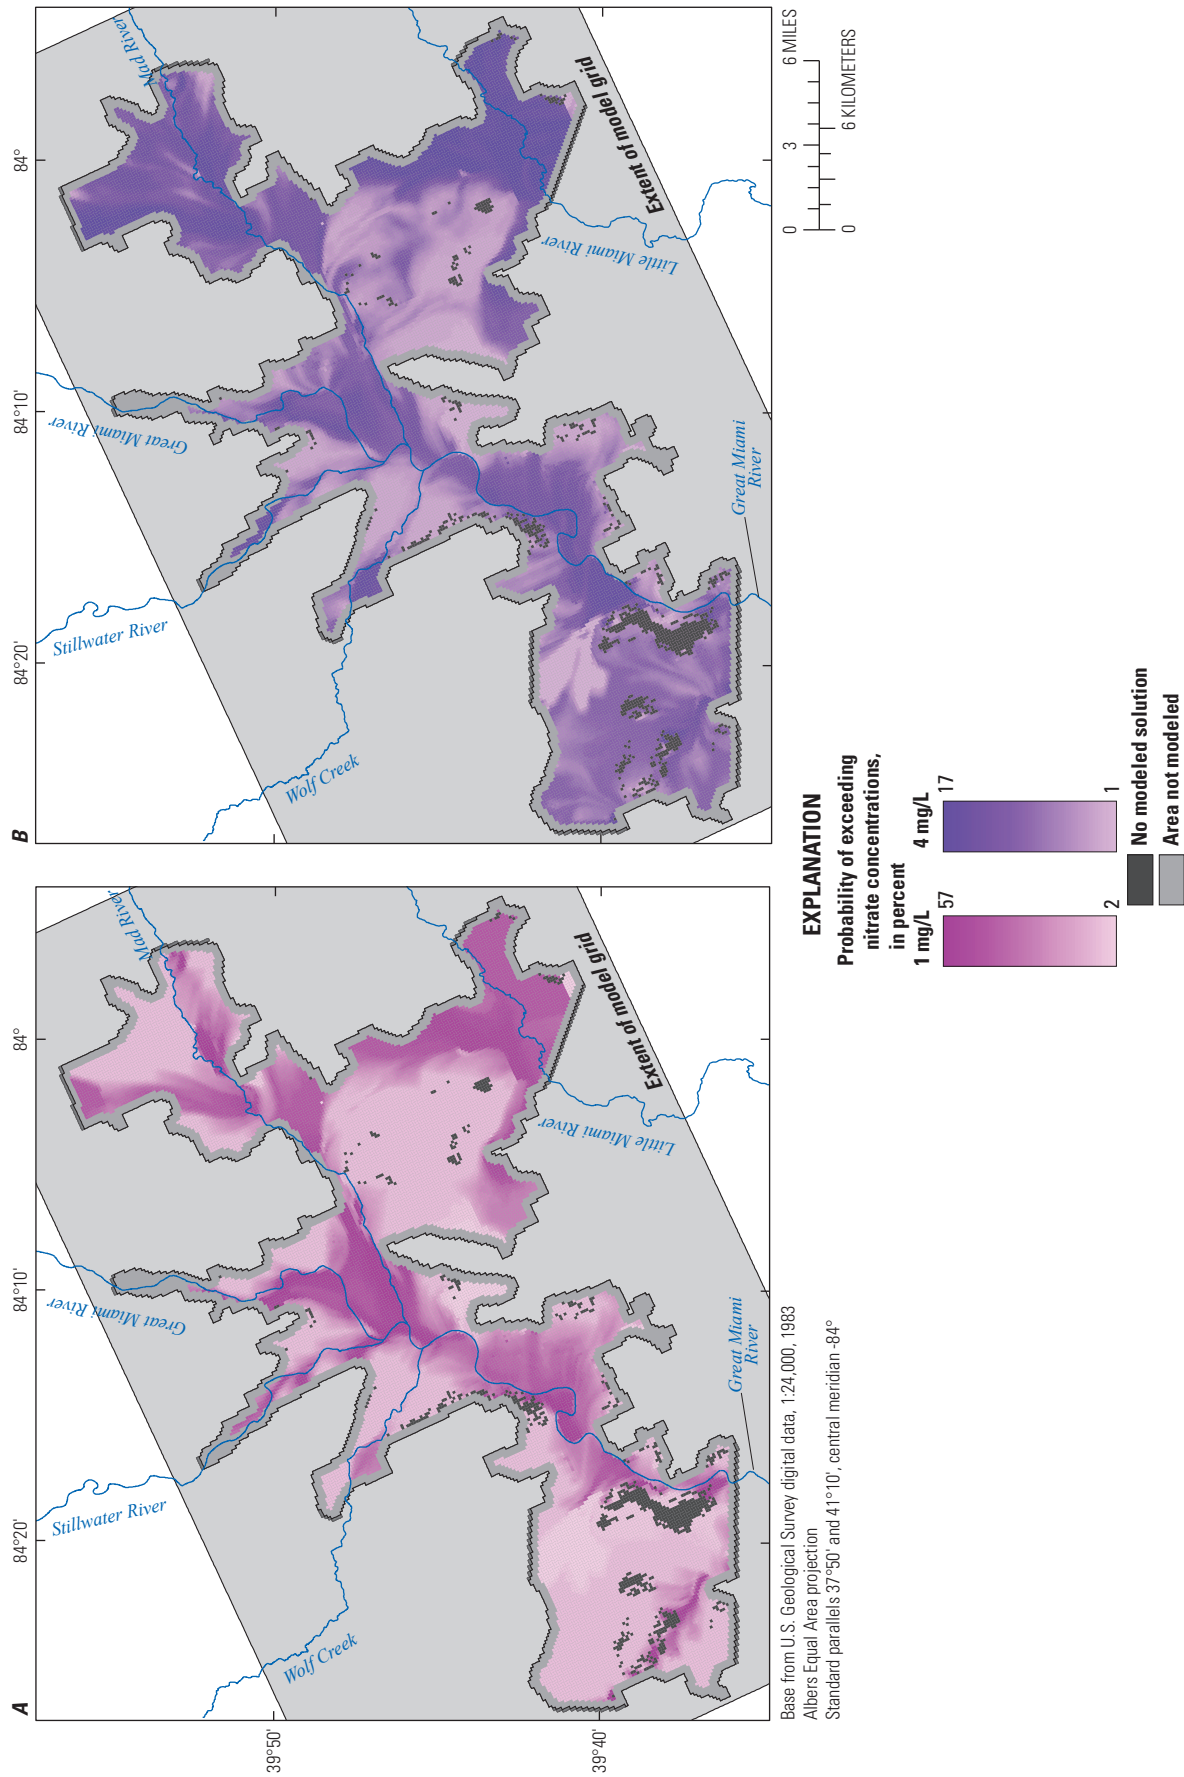 A
84°20'
84°10'
84°
39°50'
39°40'
Stillwater River
Great Miami River
Mad River
Wolf Creek
Little Miami River
Great Miami
River
Extent of model grid
B
84°20'
84°10'
84°
Stillwater River
Great Miami River
Mad River
Wolf Creek
Little Miami River
Great Miami
River
Extent of model grid
Base from U.S. Geological Survey digital data, 1:24,000, 1983
Albers Equal Area projection
Standard parallels 37°50' and 41°10', central meridian -84°
0 3 6 MILES
0 6 KILOMETERS
EXPLANATION
Probability of exceeding
nitrate concentrations,
in percent
1 mg/L 4 mg/L
57 17
2 1
No modeled solution
Area not modeled